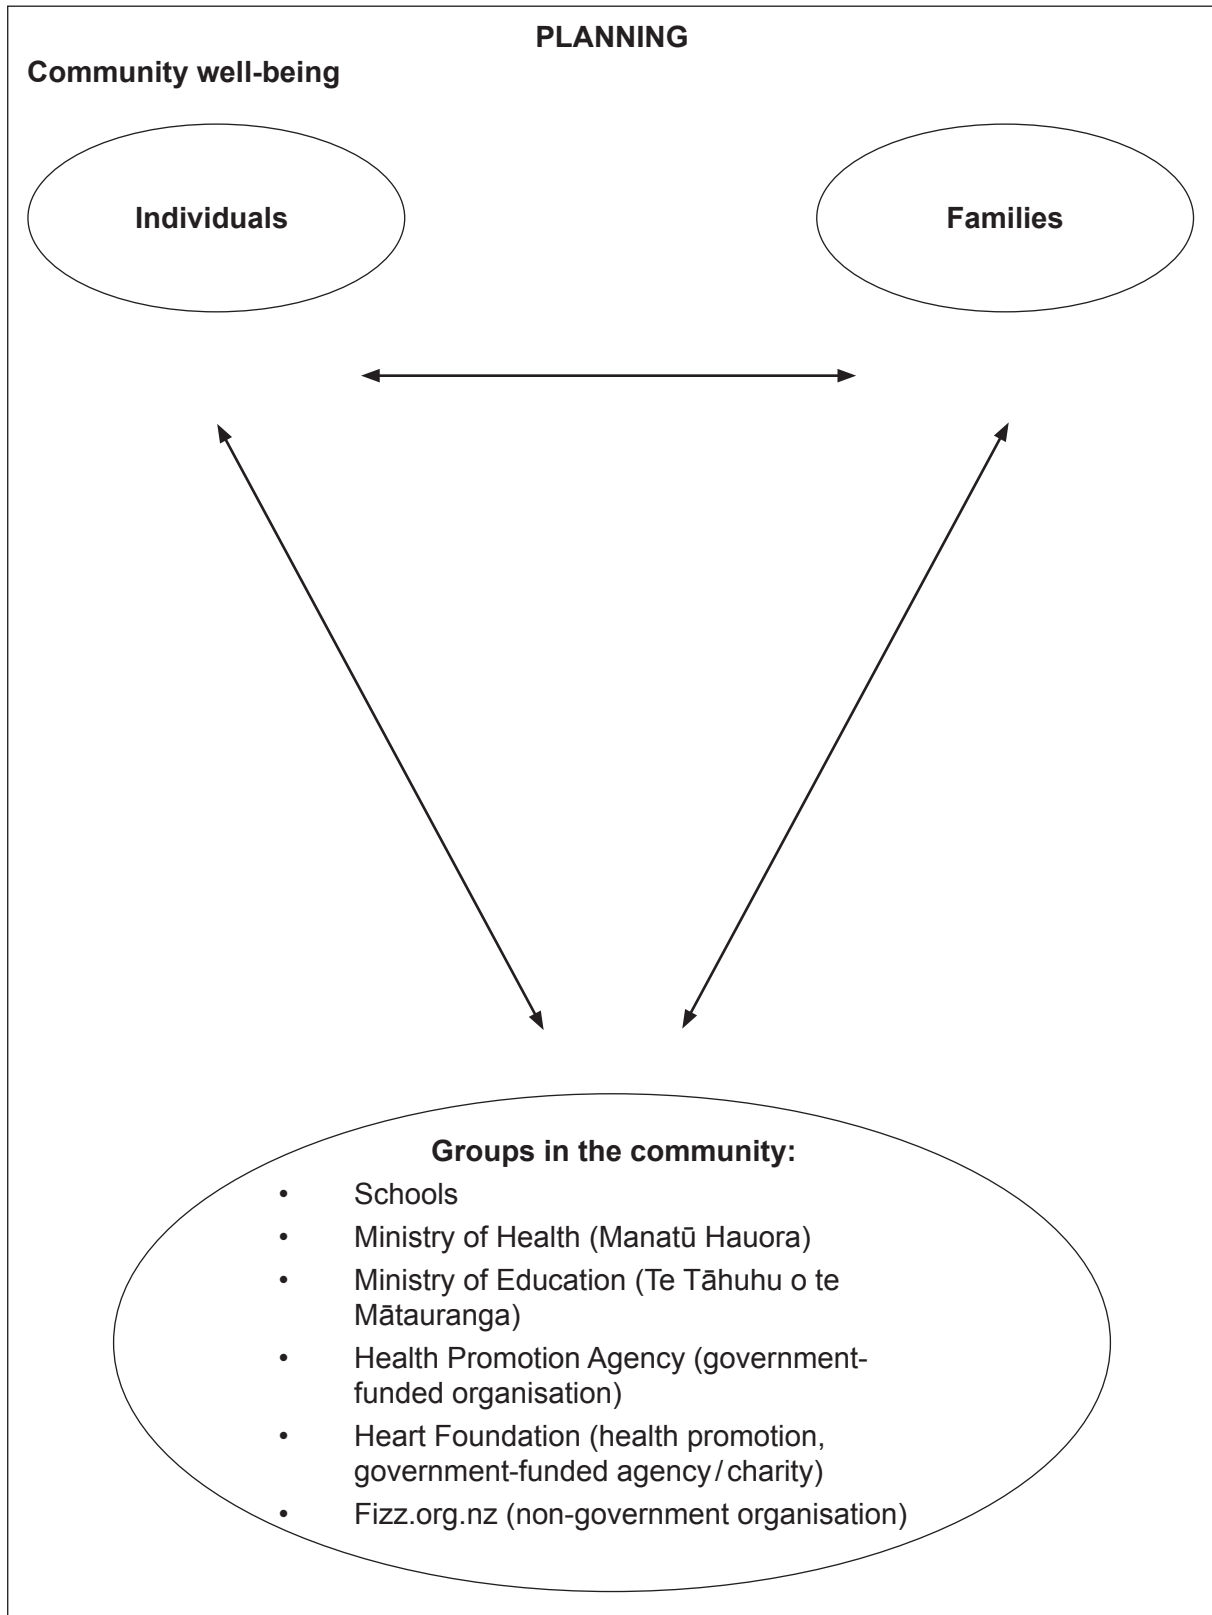 PLANNING
Community well-being
Individuals
Families
Groups in the community:
• Schools
• Ministry of Health (Manatū Hauora)
• Ministry of Education (Te Tāhuhu o te
Mātauranga)
• Health Promotion Agency (government-
funded organisation)
• Heart Foundation (health promotion,
government-funded agency / charity)
• Fizz.org.nz (non-government organisation)